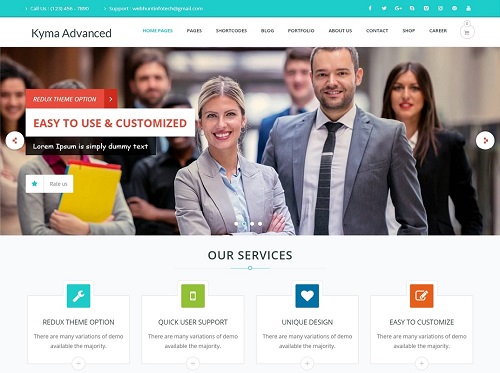 Call Us : (123) 456 - 7890
Support : webhuntinfotech@gmail.com
Kyma Advanced
HOME PAGES PAGES SHORTCODES BLOG PORTFOLIO ABOUT US CONTACT SHOP CAREER
REDUX THEME OPTION
EASY TO USE & CUSTOMIZED
Lorem Ipsum is simply dummy text
Rate us
OUR SERVICES
REDUX THEME OPTION
There are many variations of demo
available the majority.
QUICK USER SUPPORT
There are many variations of demo
available the majority.
UNIQUE DESIGN
There are many variations of demo
available the majority.
EASY TO CUSTOMIZE
There are many variations of demo
available the majority.